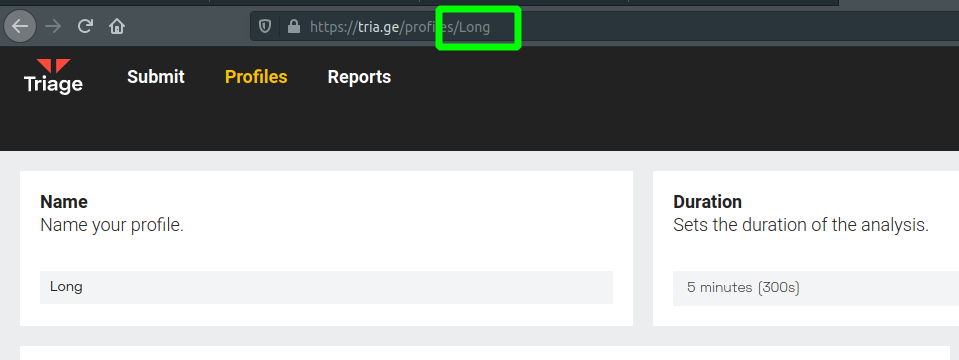 https://tria.ge/profiles/Long
Triage
Submit
Profiles
Reports
Name
Name your profile.
Long
Duration
Sets the duration of the analysis.
5 minutes (300s)